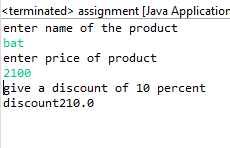 <terminated> assignment [Java Application
enter name of the product
bat
enter price of product
2100
give a discount of 10 percent
discount210.0